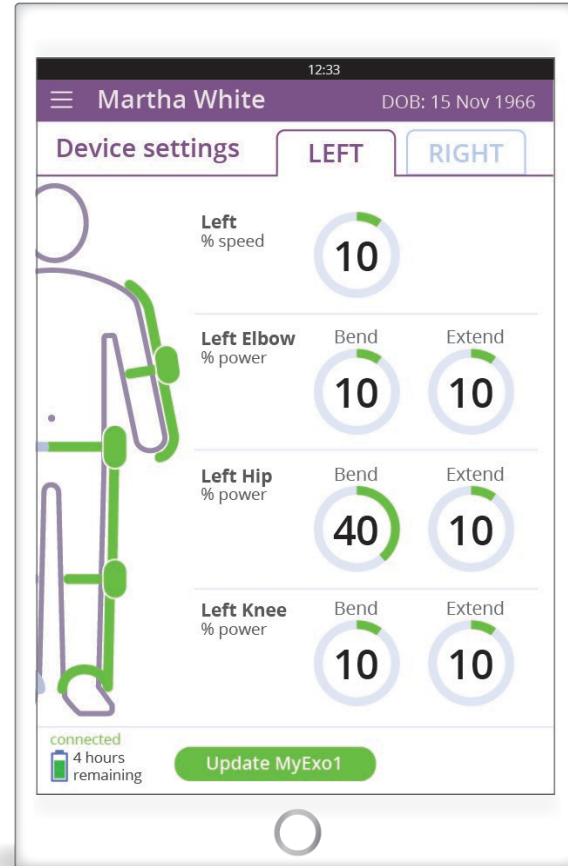 12:33
Martha White DOB: 15 Nov 1966
Device settings LEFT RIGHT
Left
% speed
10
Left Elbow Bend Extend
% power
10 10
Left Hip Bend Extend
% power
40 10
Left Knee Bend Extend
% power
10 10
connected
4 hours
remaining
Update MyExo1